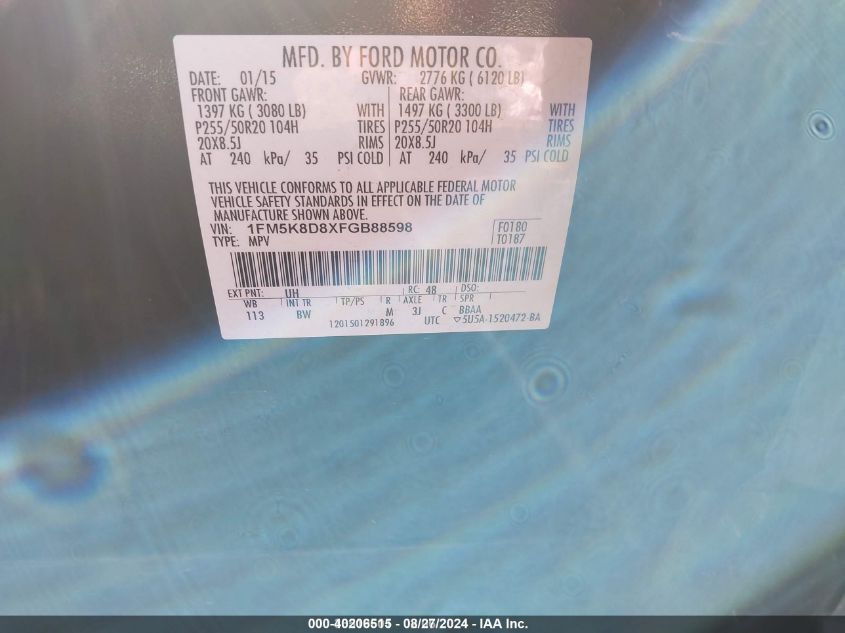 MFD. BY FORD MOTOR CO.
DATE: 01/15 GVWR: 2776 KG ( 6120 LB)
FRONT GAWR: REAR GAWR:
1397 KG ( 3080 LB) WITH 1497 KG ( 3300 LB) WITH
P255/50R20 104H TIRES P255/50R20 104H TIRES
20X8.5J RIMS 20X8.5J RIMS
AT 240 kPa/ 35 PSI COLD AT 240 kPa/ 35 PSI COLD
THIS VEHICLE CONFORMS TO ALL APPLICABLE FEDERAL MOTOR
VEHICLE SAFETY STANDARDS IN EFFECT ON THE DATE OF
MANUFACTURE SHOWN ABOVE.
VIN: 1FM5K8D8XFGB88598 F0180
TYPE: MPV T0187
EXT PNT: UH RC: 48 DSO:
WB INT TR TP/PS R AXLE TR SPR
113 BW M 3J C BBAA
1201501291896 UTC ▽5U5A-1520472-BA
000-40206515 - 08/27/2024 - IAA Inc.